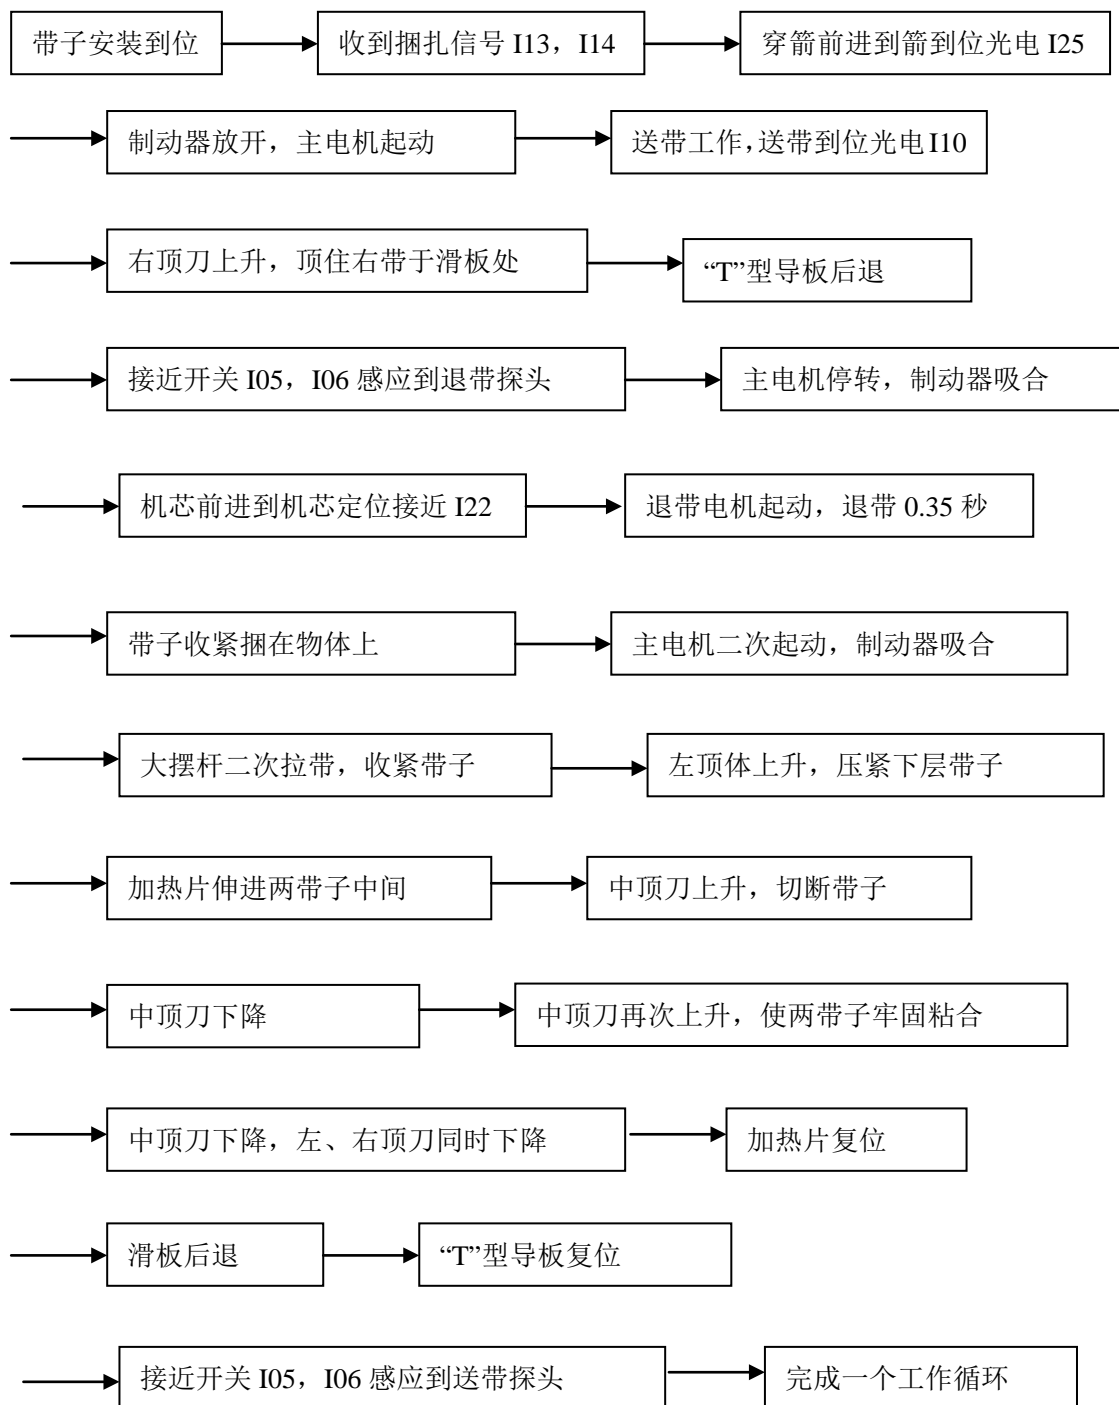 带子安装到位 收到捆扎信号 I13，I14 穿箭前进到箭到位光电 I25
制动器放开，主电机起动 送带工作，送带到位光电 I10
右顶刀上升，顶住右带于滑板处 “T”型导板后退
接近开关 I05，I06 感应到退带探头 主电机停转，制动器吸合
机芯前进到机芯定位接近 I22 退带电机起动，退带 0.35 秒
带子收紧捆在物体上 主电机二次起动，制动器吸合
大摆杆二次拉带，收紧带子 左顶体上升，压紧下层带子
加热片伸进两带子中间 中顶刀上升，切断带子
中顶刀下降 中顶刀再次上升，使两带子牢固粘合
中顶刀下降，左、右顶刀同时下降 加热片复位
滑板后退 “T”型导板复位
接近开关 I05，I06 感应到送带探头 完成一个工作循环